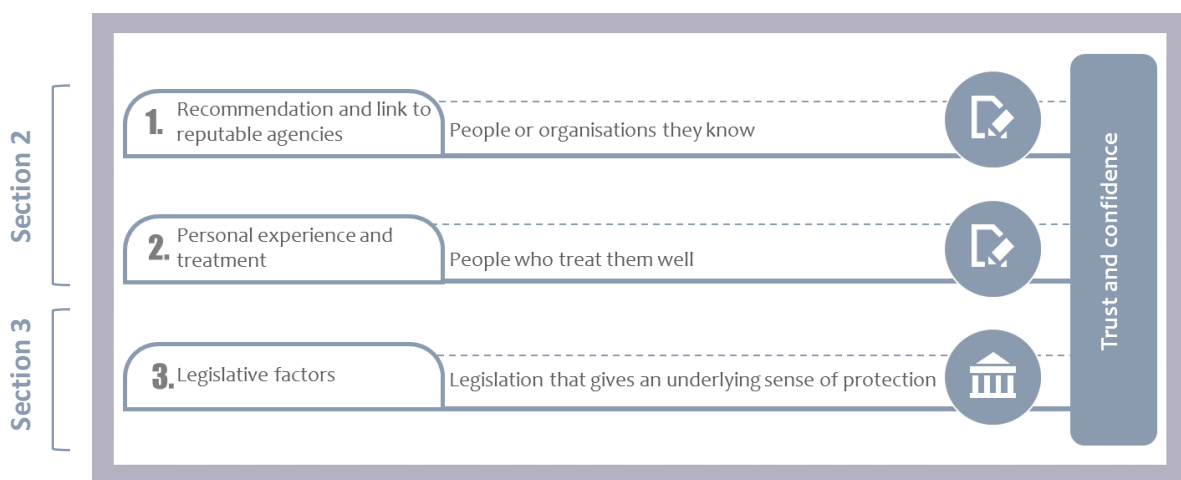 Section 2
1. Recommendation and link to
reputable agencies
People or organisations they know
2. Personal experience and
treatment
People who treat them well
Section 3
3. Legislative factors
Legislation that gives an underlying sense of protection
Trust and confidence